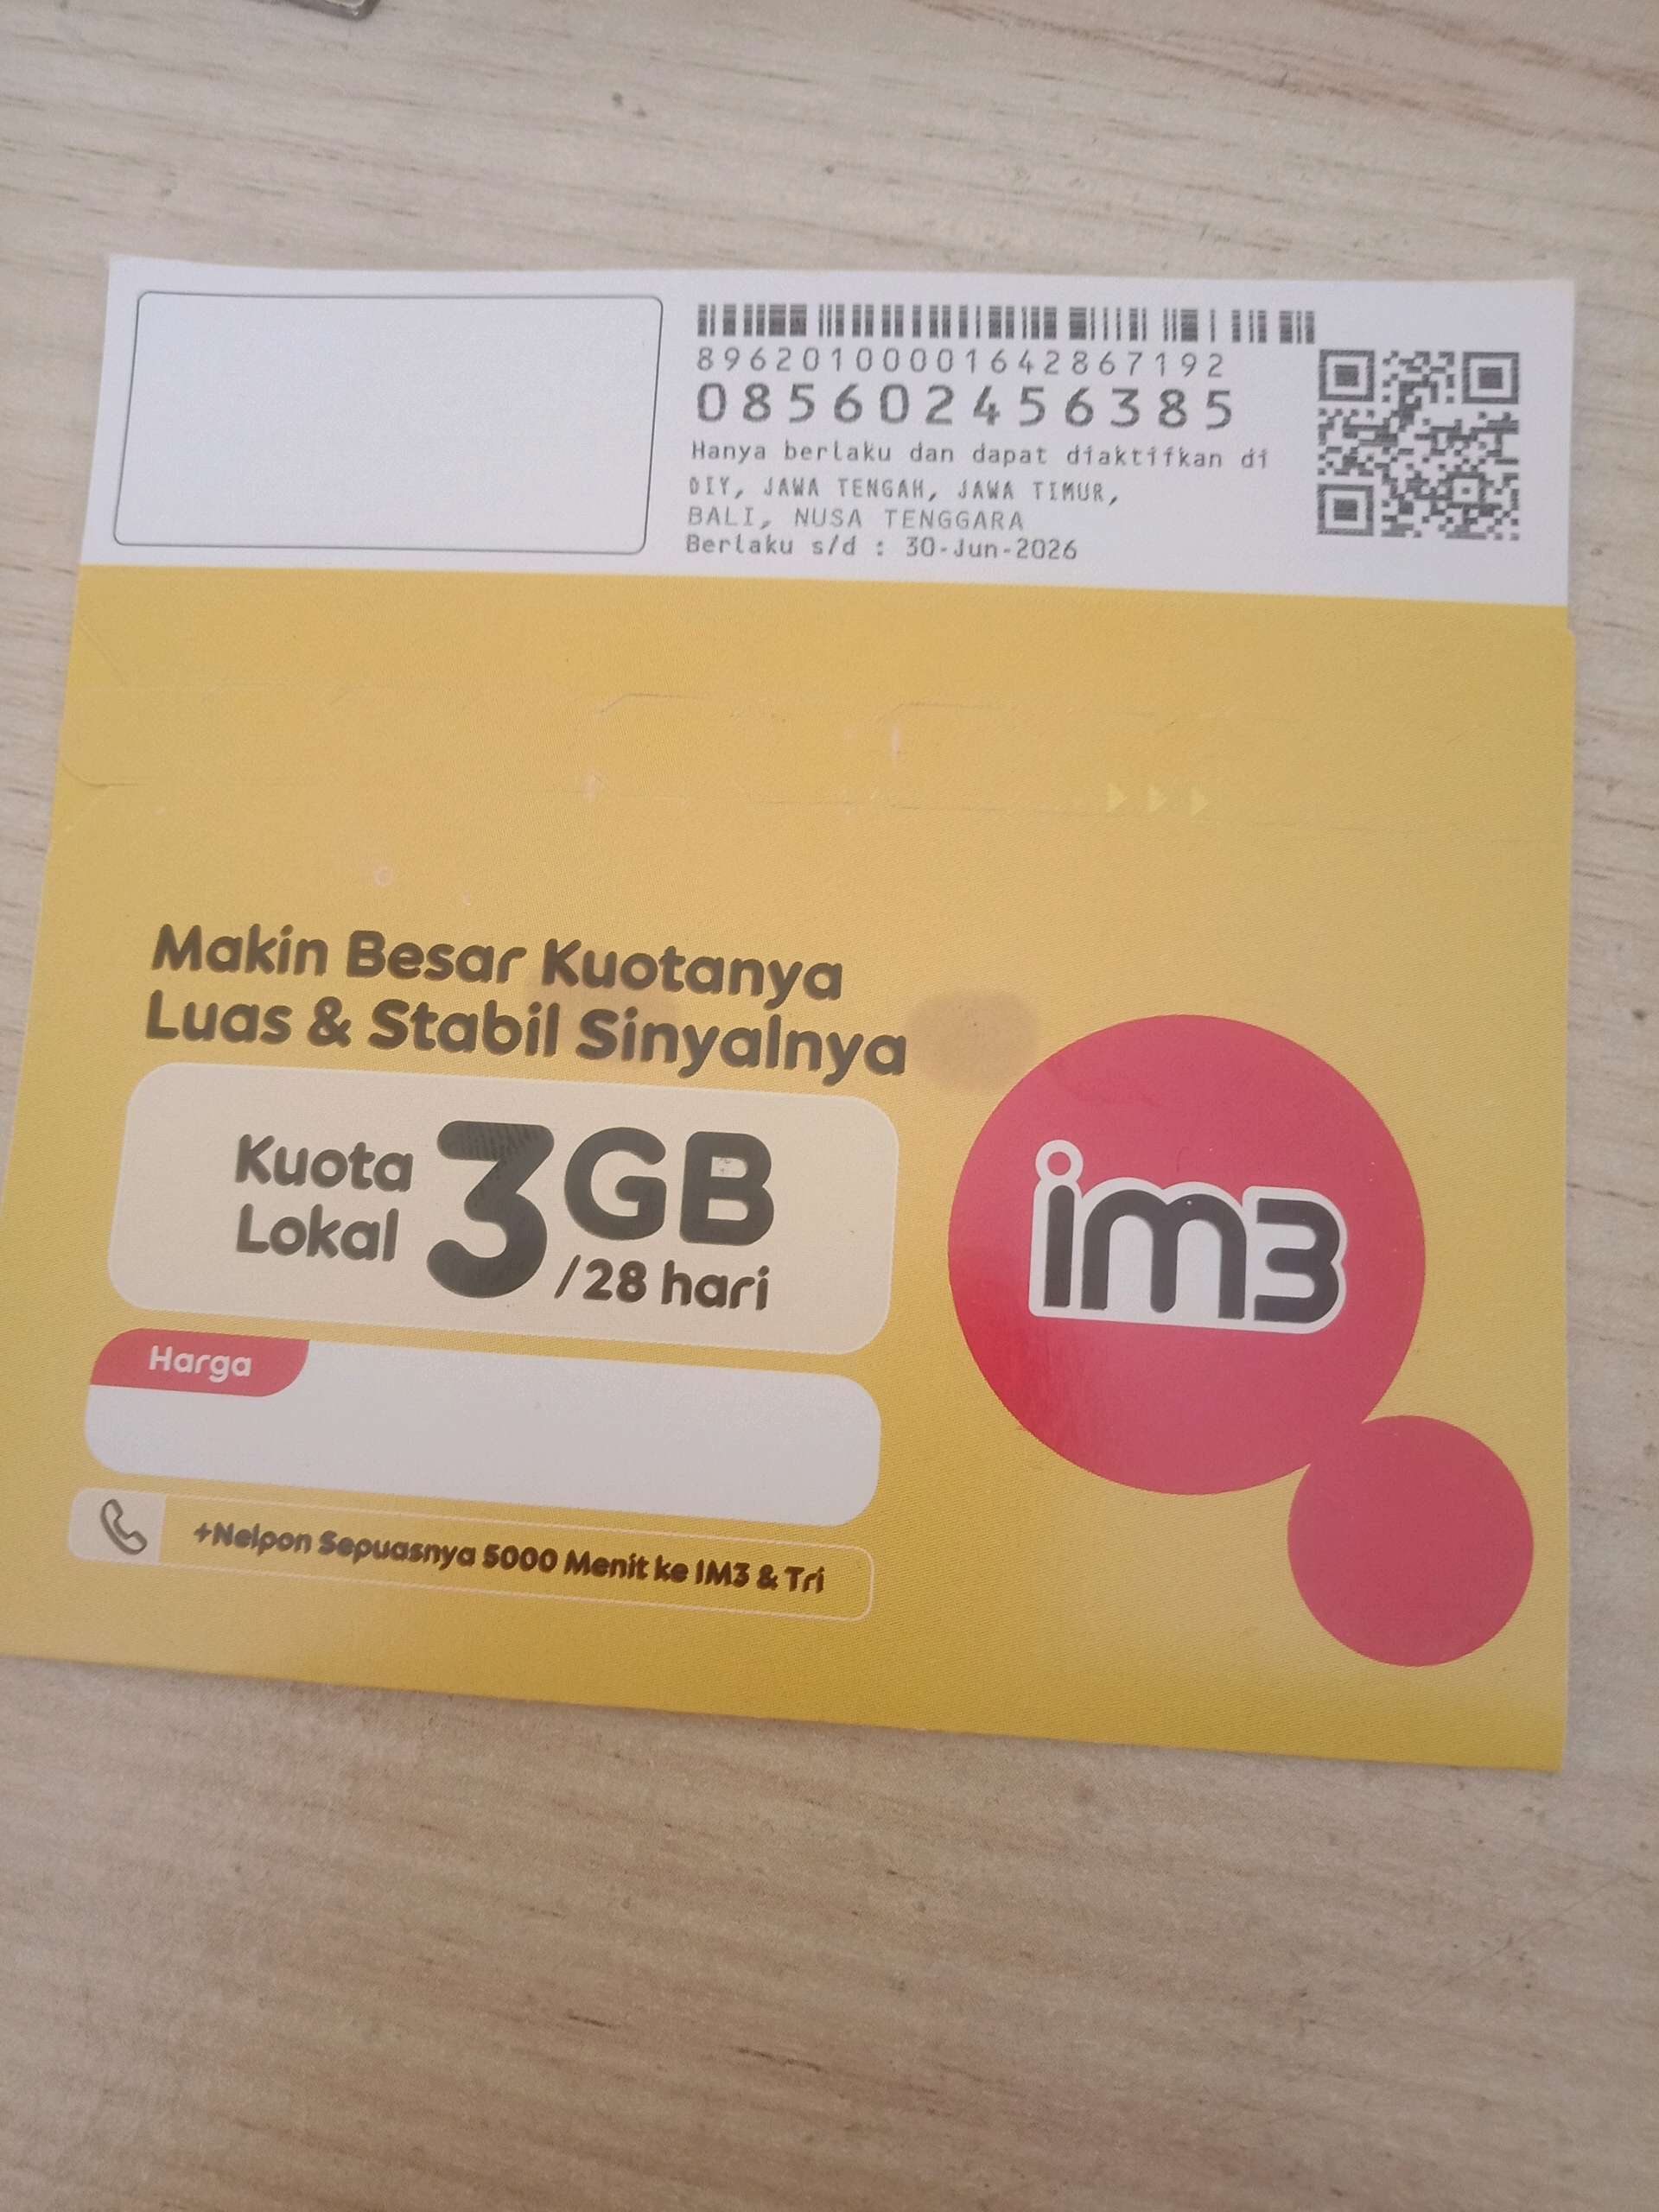 8962010000164286​7192
085602456385
Hanya berlaku dan dapat diaktifkan di
DIY, JAWA TENGAH, JAWA TIMUR,
BALI, NUSA TENGGARA
Berlaku s/d : 30-Jun-2026
Makin Besar Kuotanya
Luas & Stabil Sinyalnya
Kuota Lokal 3GB
/28 hari
im3
Harga
+Nelpon Sepuasnya 5000 Menit ke IM3 & Tri